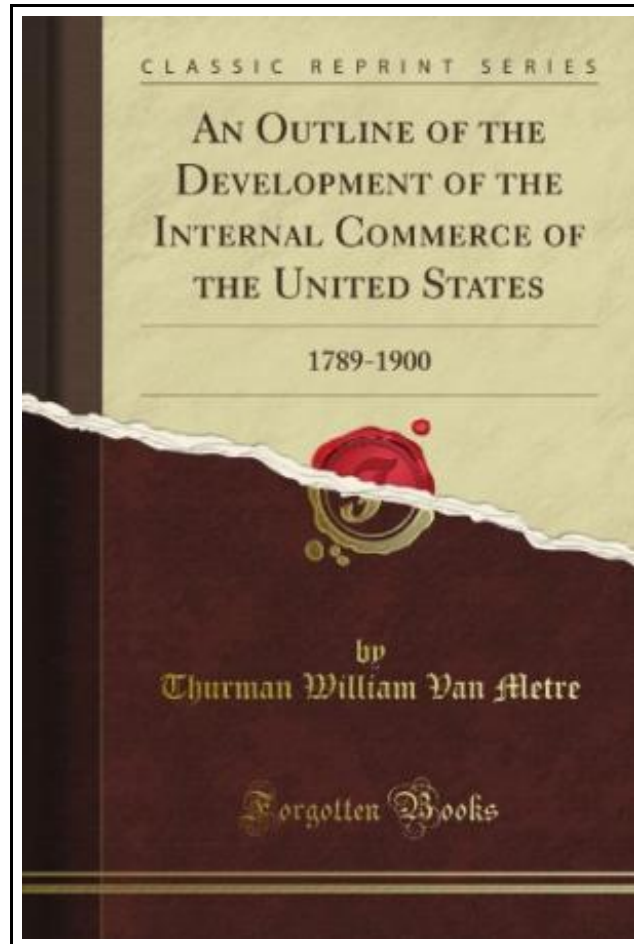 CLASSIC REPRINT SERIES
AN OUTLINE OF THE
DEVELOPMENT OF THE
INTERNAL COMMERCE OF
THE UNITED STATES
1789-1900
by
Thurman William Van Metre
Forgotten Books